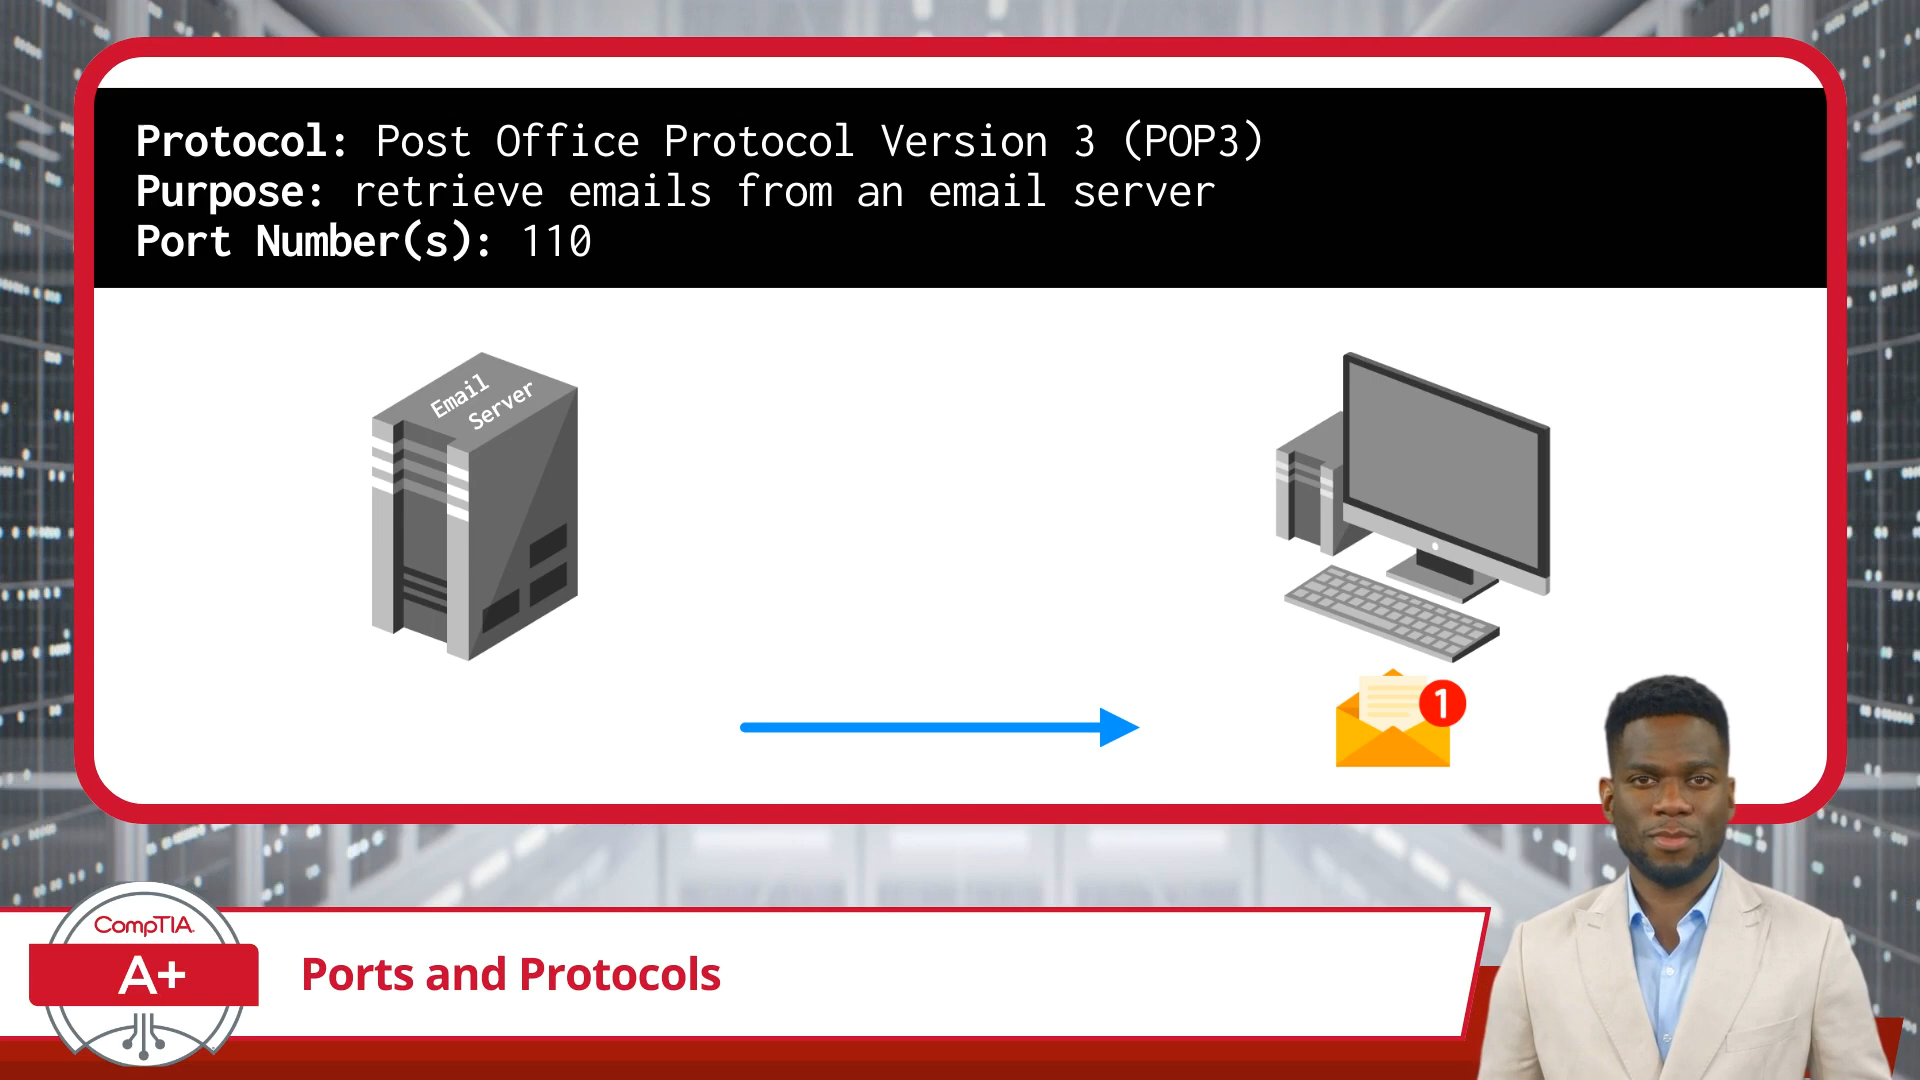 Protocol: Post Office Protocol Version 3 (POP3)
Purpose: retrieve emails from an email server
Port Number(s): 110
Email
Server
1
CompTIA.
A+
Ports and Protocols